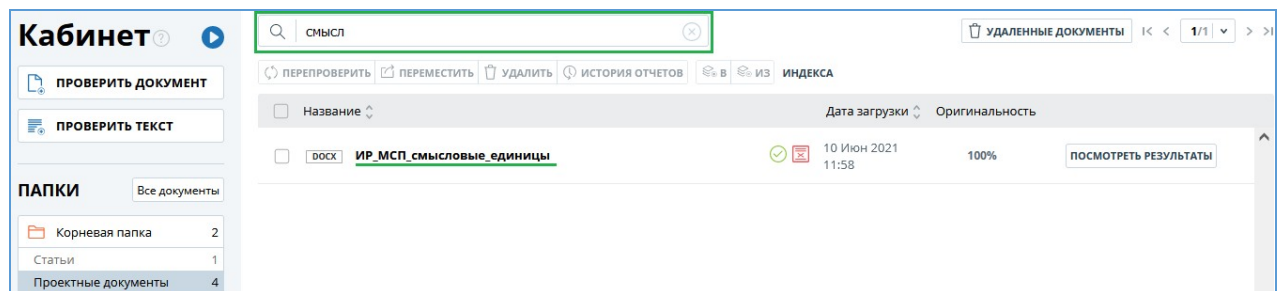 Кабинет
ПРОВЕРИТЬ ДОКУМЕНТ
ПРОВЕРИТЬ ТЕКСТ
ПАПКИ Все документы
Корневая папка 2
Статьи 1
Проектные документы 4
смысл
УДАЛЕННЫЕ ДОКУМЕНТЫ 1/1
ПЕРЕПРОВЕРИТЬ ПЕРЕМЕСТИТЬ УДАЛИТЬ ИСТОРИЯ ОТЧЕТОВ В ИЗ ИНДЕКСА
Название Дата загрузки Оригинальность
DOCX ИР_МСП_смысловые_единицы 10 Июн 2021 100% ПОСМОТРЕТЬ РЕЗУЛЬТАТЫ
11:58